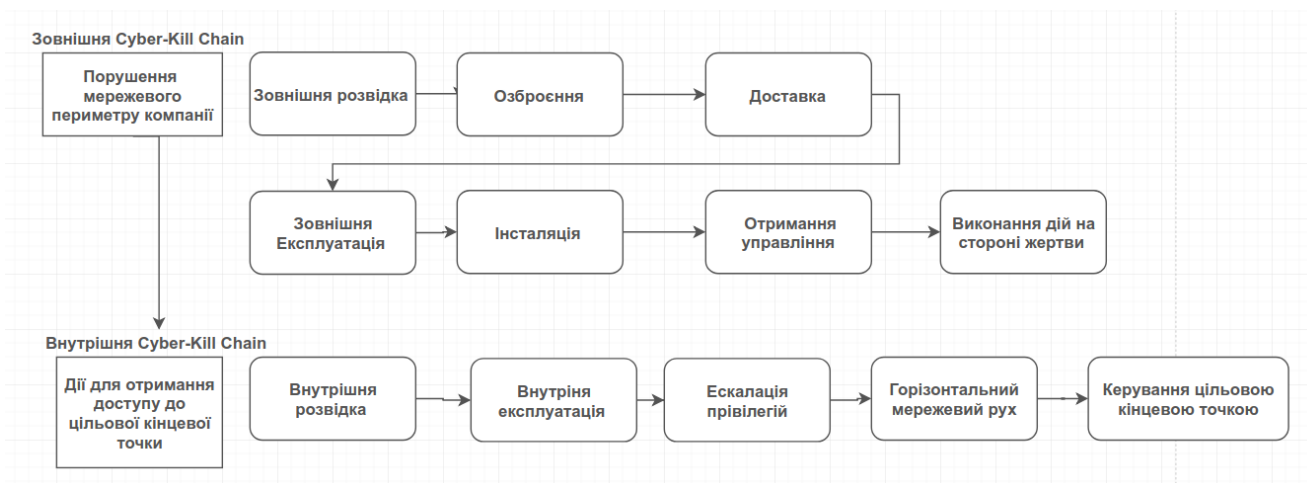 Зовнішня Cyber-Kill Chain
Порушення
мережевого
периметру компанії
Зовнішня розвідка
Озброєння
Доставка
Зовнішня
Експлуатація
Інсталяція
Отримання
управління
Виконання дій на
стороні жертви
Внутрішня Cyber-Kill Chain
Дії для отримання
доступу до
цільової кінцевої
точки
Внутрішня
розвідка
Внутріня
експлуатація
Ескалація
прівілегій
Горізонтальний
мережевий рух
Керування цільовою
кінцевою точкою